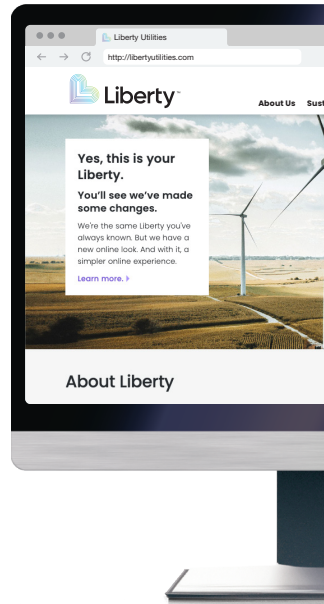 Liberty Utilities
http://libertyutilities.com
Liberty™
About Us Sust
Yes, this is your
Liberty.
You'll see we've made
some changes.
We're the same Liberty you've
always known. But we have a
new online look. And with it, a
simpler online experience.
Learn more.
About Liberty